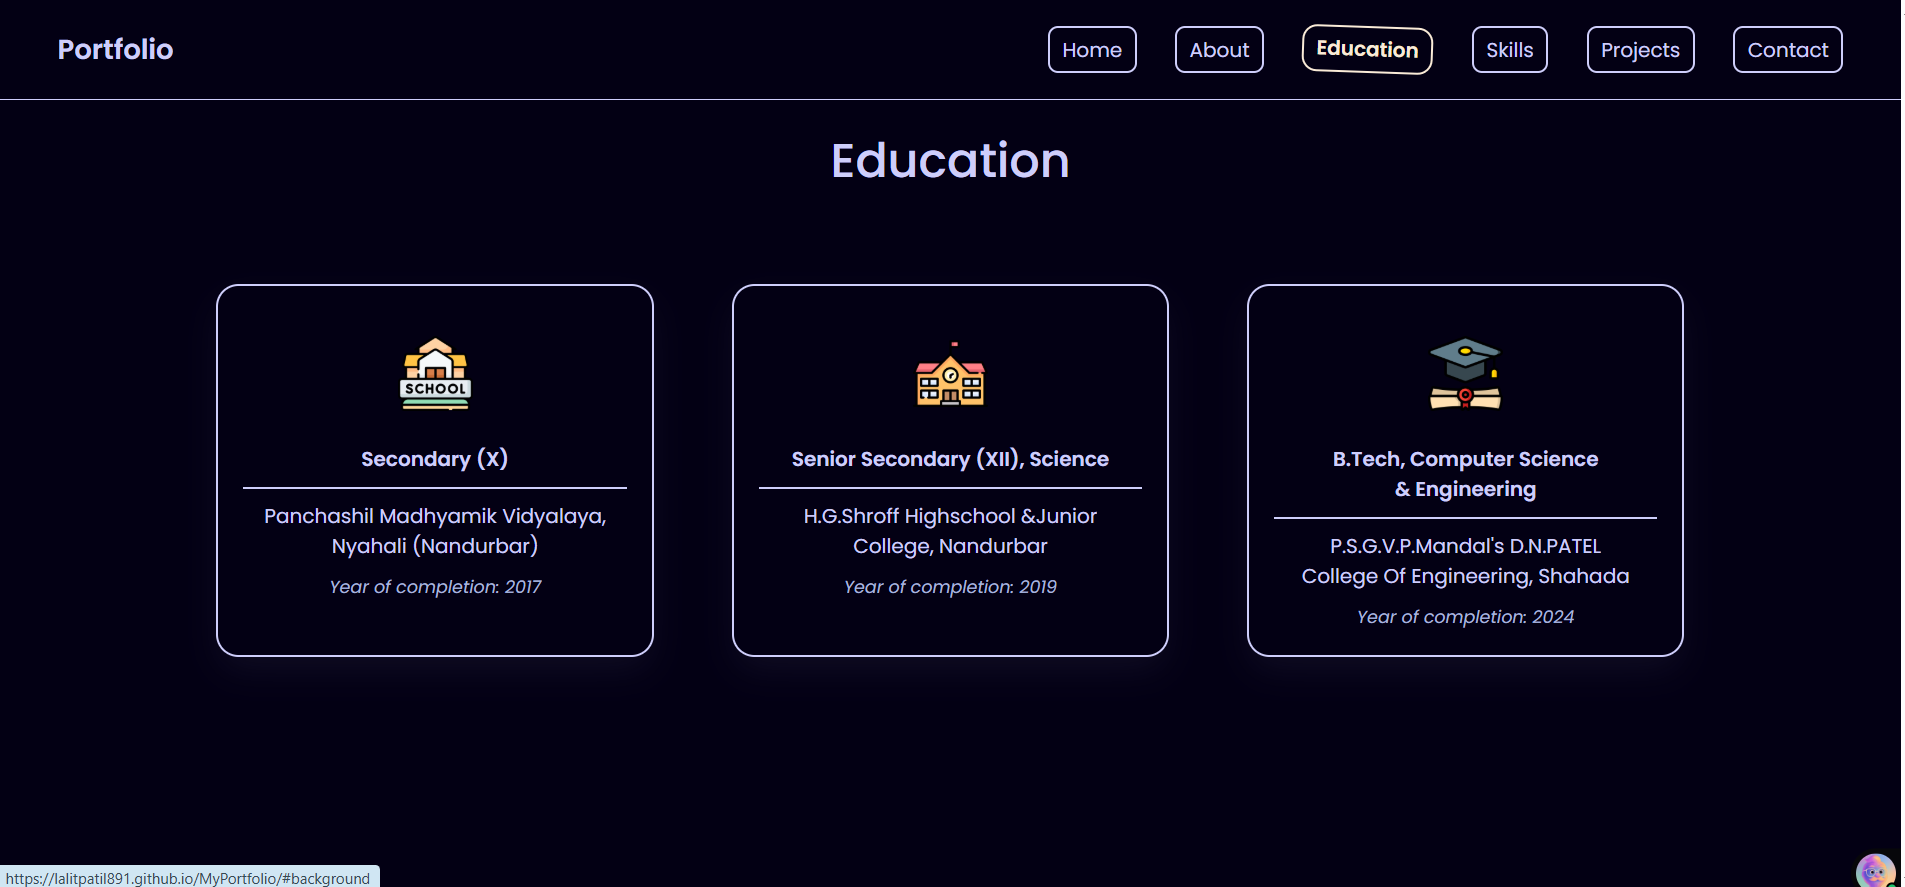 Portfolio
Home
About
Education
Skills
Projects
Contact
Education
SCHOOL
Secondary (X)
Panchashil Madhyamik Vidyalaya,
Nyahali (Nandurbar)
Year of completion: 2017
Senior Secondary (XII), Science
H.G.Shroff Highschool &Junior
College, Nandurbar
Year of completion: 2019
B.Tech, Computer Science
& Engineering
P.S.G.V.P.Mandal's D.N.PATEL
College Of Engineering, Shahada
Year of completion: 2024
https://lalitpatil891.github.io/MyPortfolio/#background